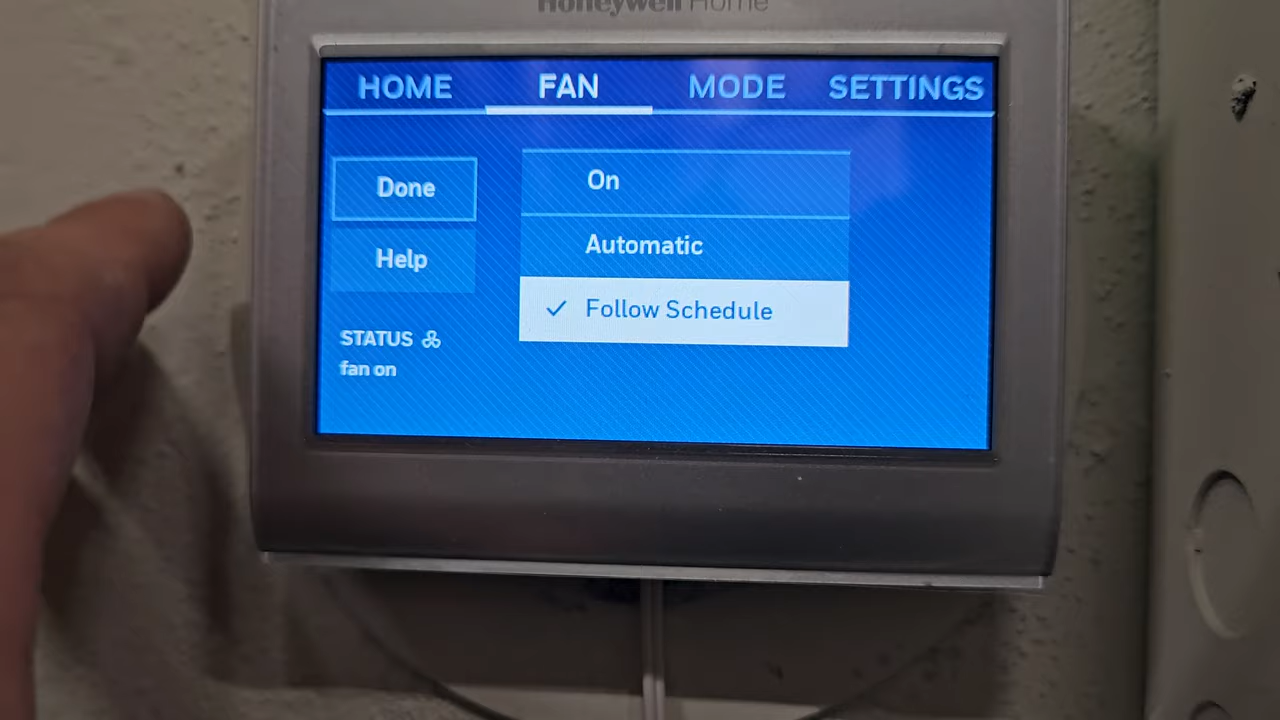 Honeywell Home
HOME FAN MODE SETTINGS
Done
Help
STATUS
fan on
On
Automatic
✓ Follow Schedule